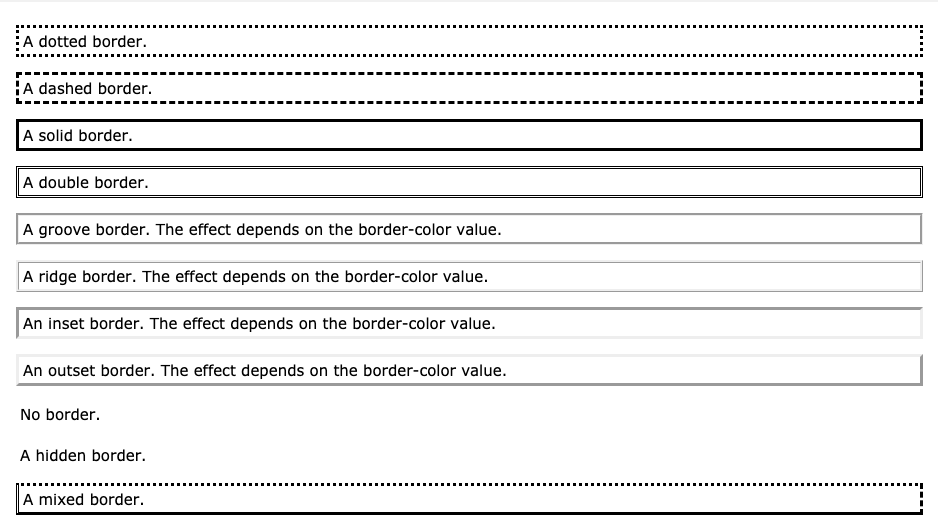 A dotted border.
A dashed border.
A solid border.
A double border.
A groove border. The effect depends on the border-color value.
A ridge border. The effect depends on the border-color value.
An inset border. The effect depends on the border-color value.
An outset border. The effect depends on the border-color value.
No border.
A hidden border.
A mixed border.